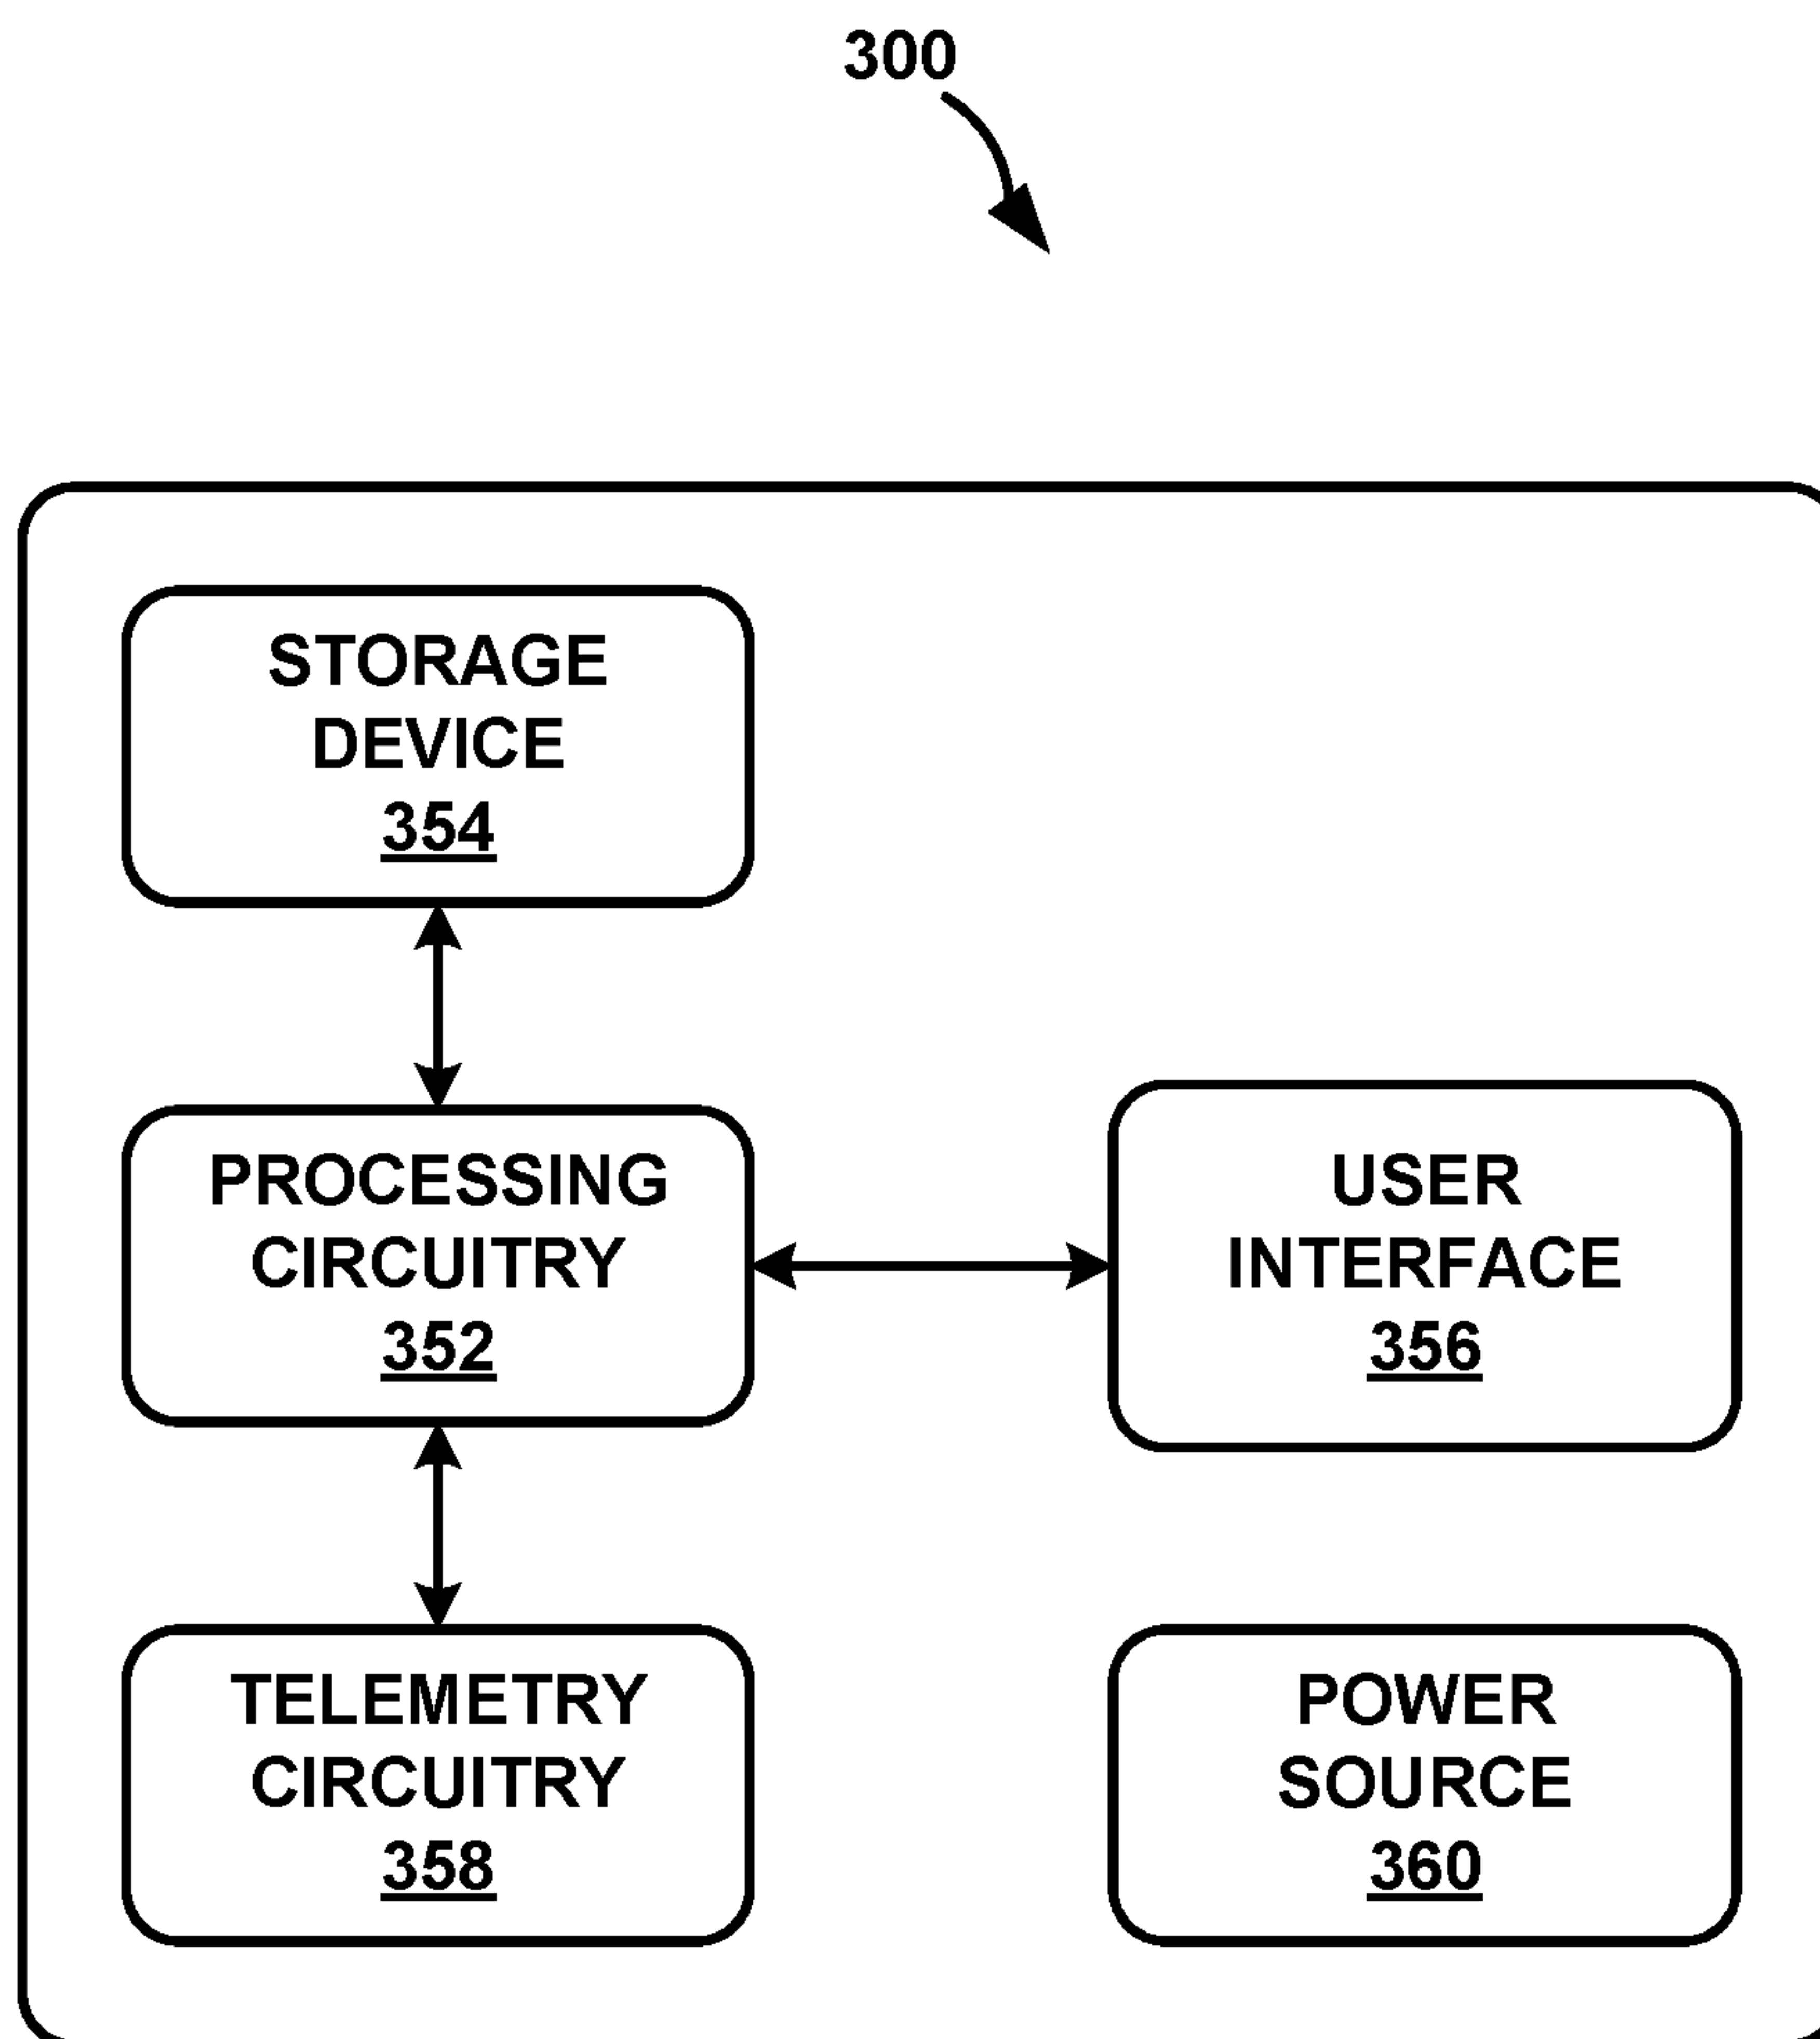 300
STORAGE
DEVICE
354
PROCESSING
CIRCUITRY
352
USER
INTERFACE
356
TELEMETRY
CIRCUITRY
358
POWER
SOURCE
360